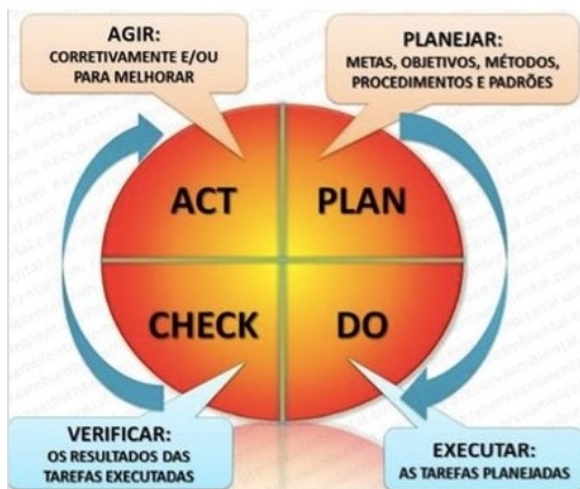 AGIR:
CORRETIVAMENTE E/OU
PARA MELHORAR
PLANEJAR:
METAS, OBJETIVOS, MÉTODOS,
PROCEDIMENTOS E PADRÕES
ACT
PLAN
CHECK
DO
VERIFICAR:
OS RESULTADOS DAS
TAREFAS EXECUTADAS
EXECUTAR:
AS TAREFAS PLANEJADAS